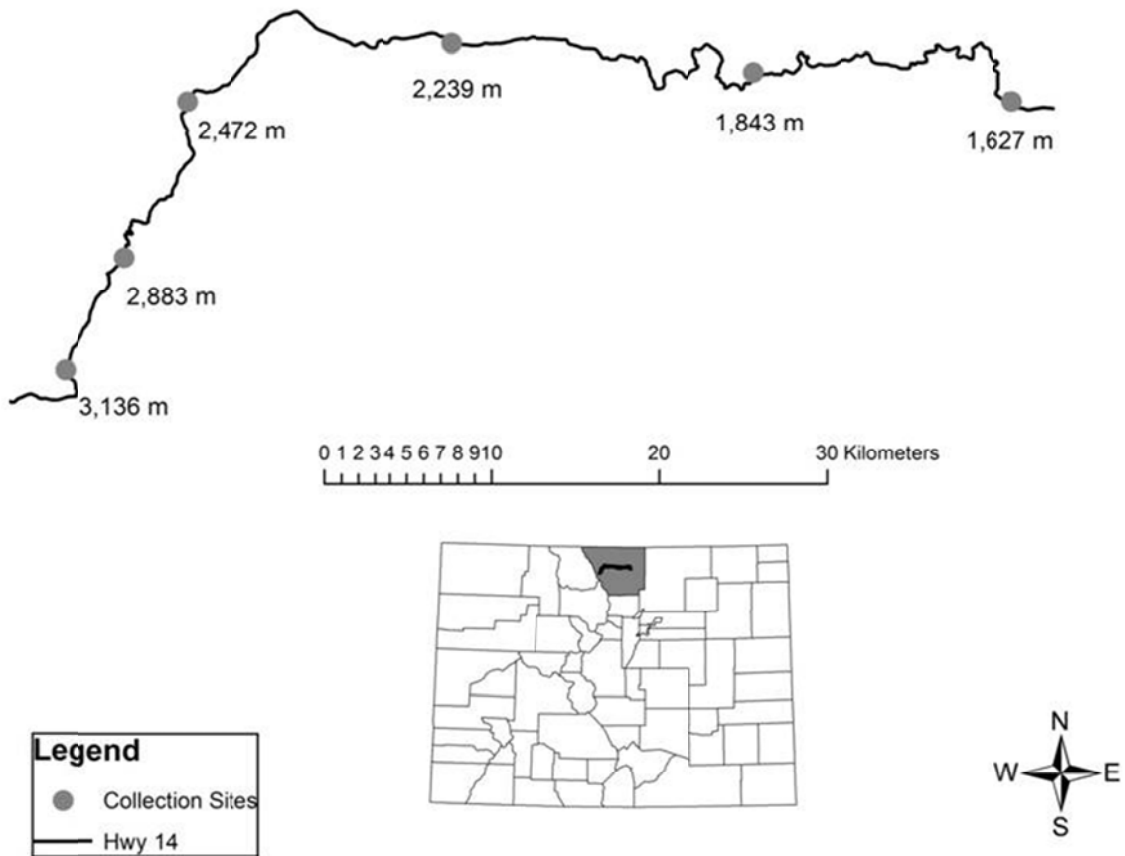 2,239 m
2,472 m
1,843 m
1,627 m
2,883 m
3,136 m
0 1 2 3 4 5 6 7 8 9 10 20 30 Kilometers
Legend
Collection Sites
Hwy 14
N
W E
S